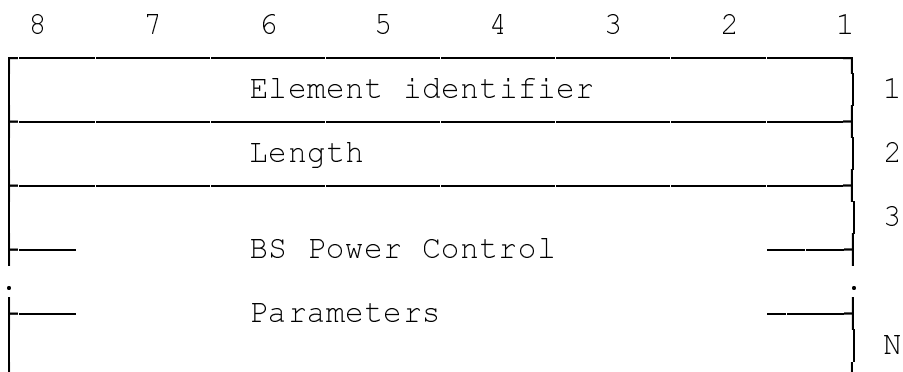 8 7 6 5 4 3 2 1
Element identifier 1
Length 2
3
BS Power Control
Parameters
N